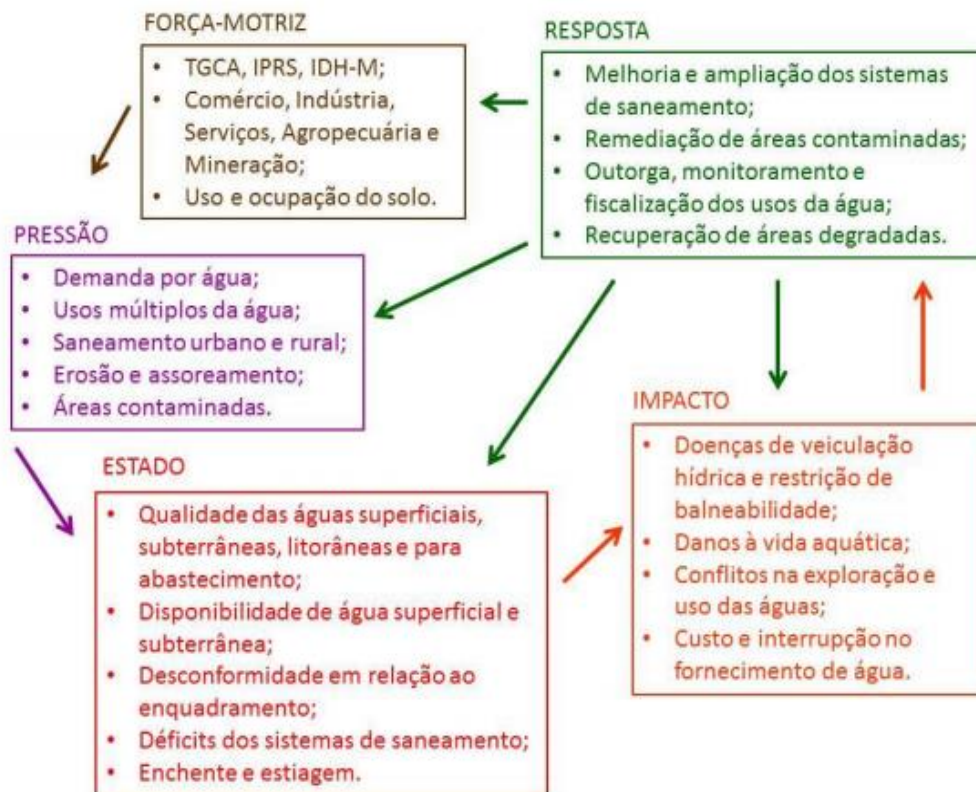 FORÇA-MOTRIZ
• TGCA, IPRS, IDH-M;
• Comércio, Indústria,
Serviços, Agropecuária e
Mineração;
• Uso e ocupação do solo.
RESPOSTA
• Melhoria e ampliação dos sistemas
de saneamento;
• Remediação de áreas contaminadas;
• Outorga, monitoramento e
fiscalização dos usos da água;
• Recuperação de áreas degradadas.
PRESSÃO
• Demanda por água;
• Usos múltiplos da água;
• Saneamento urbano e rural;
• Erosão e assoreamento;
• Áreas contaminadas.
IMPACTO
• Doenças de veiculação
hídrica e restrição de
balneabilidade;
• Danos à vida aquática;
• Conflitos na exploração e
uso das águas;
• Custo e interrupção no
fornecimento de água.
ESTADO
• Qualidade das águas superficiais,
subterrâneas, litorâneas e para
abastecimento;
• Disponibilidade de água superficial e
subterrânea;
• Desconformidade em relação ao
enquadramento;
• Déficits dos sistemas de saneamento;
• Enchente e estiagem.